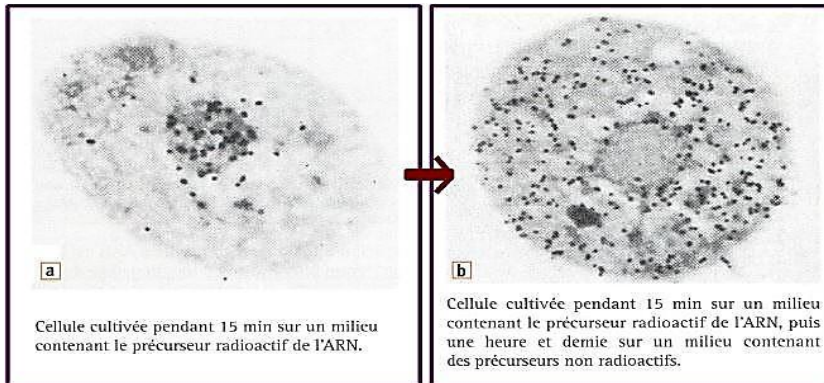 a
Cellule cultivée pendant 15 min sur un milieu
contenant le précurseur radioactif de l'ARN.
b
Cellule cultivée pendant 15 min sur un milieu
contenant le précurseur radioactif de l'ARN, puis
une heure et demie sur un milieu contenant
des précurseurs non radioactifs.